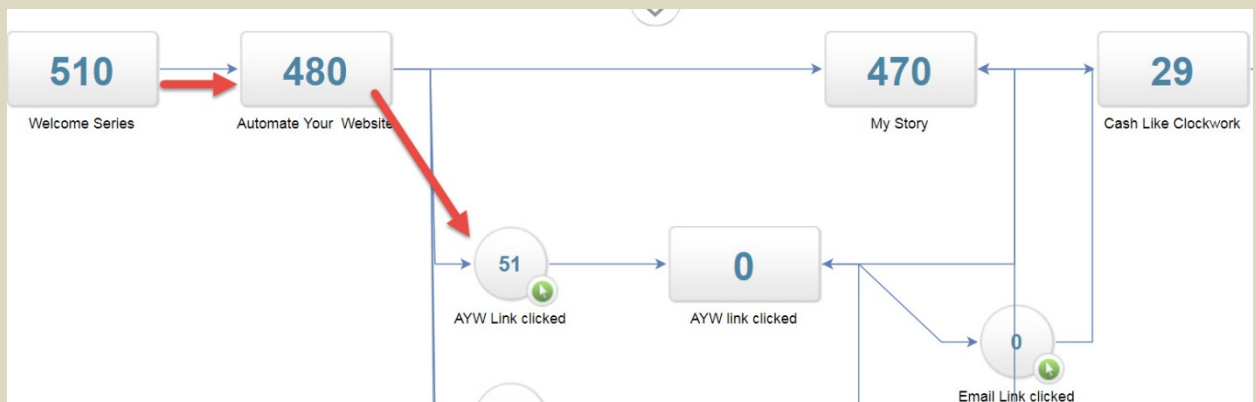 510
480
470
29
Welcome Series
Automate Your Website
My Story
Cash Like Clockwork
51
0
AYW Link clicked
AYW link clicked
0
Email Link clicked